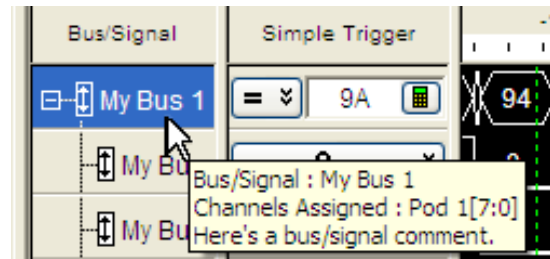 Bus/Signal Simple Trigger
My Bus 1 = 9A 94
My Bu
Bus/Signal : My Bus 1
Channels Assigned : Pod 1[7:0]
My Bu
Here's a bus/signal comment.